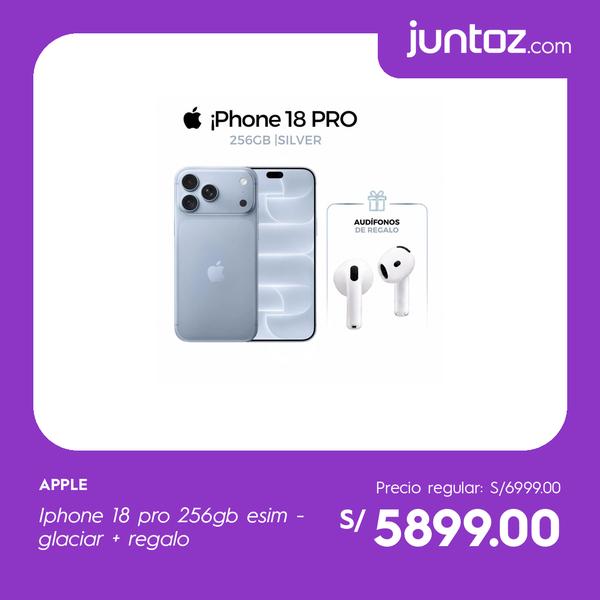 juntoz.com
¡Phone 18 PRO
256GB |SILVER
AUDÍFONOS
DE REGALO
APPLE
Iphone 18 pro 256gb esim -
glaciar + regalo
Precio regular: S/6999.00
S/ 5899.00